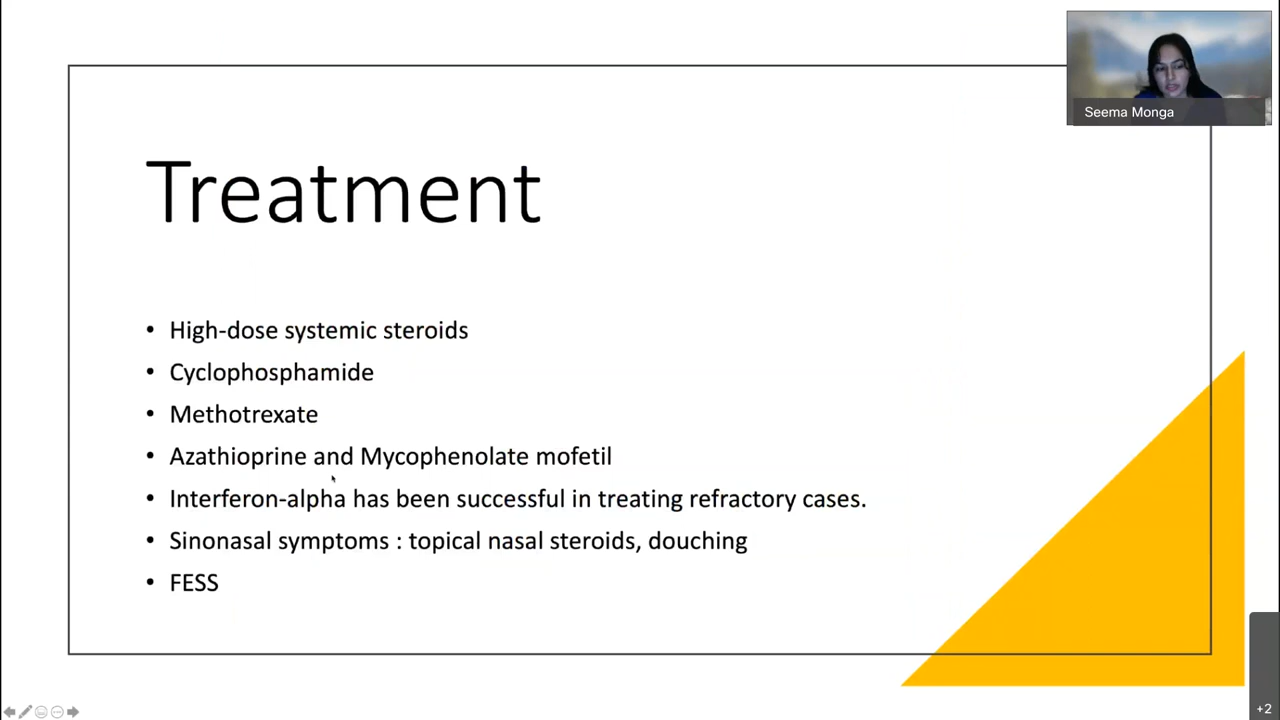 Seema Monga
Treatment
• High-dose systemic steroids
• Cyclophosphamide
• Methotrexate
• Azathioprine and Mycophenolate mofetil
• Interferon-alpha has been successful in treating refractory cases.
• Sinonasal symptoms : topical nasal steroids, douching
• FESS
+2